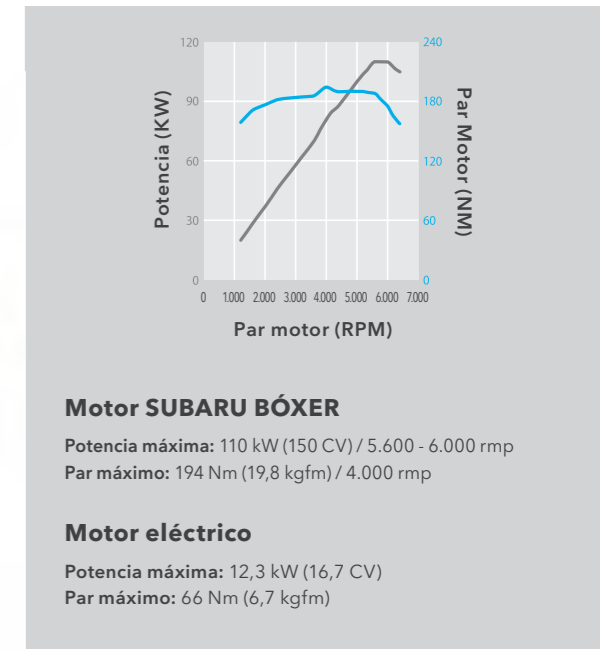 120
90
60
30
0
Potencia (KW)
240
180
120
60
0
Par Motor (NM)
0 1.000 2.000 3.000 4.000 5.000 6.000 7.000
Par motor (RPM)
Motor SUBARU BÓXER
Potencia máxima: 110 kW (150 CV) / 5.600 - 6.000 rmp
Par máximo: 194 Nm (19,8 kgfm) / 4.000 rmp
Motor eléctrico
Potencia máxima: 12,3 kW (16,7 CV)
Par máximo: 66 Nm (6,7 kgfm)